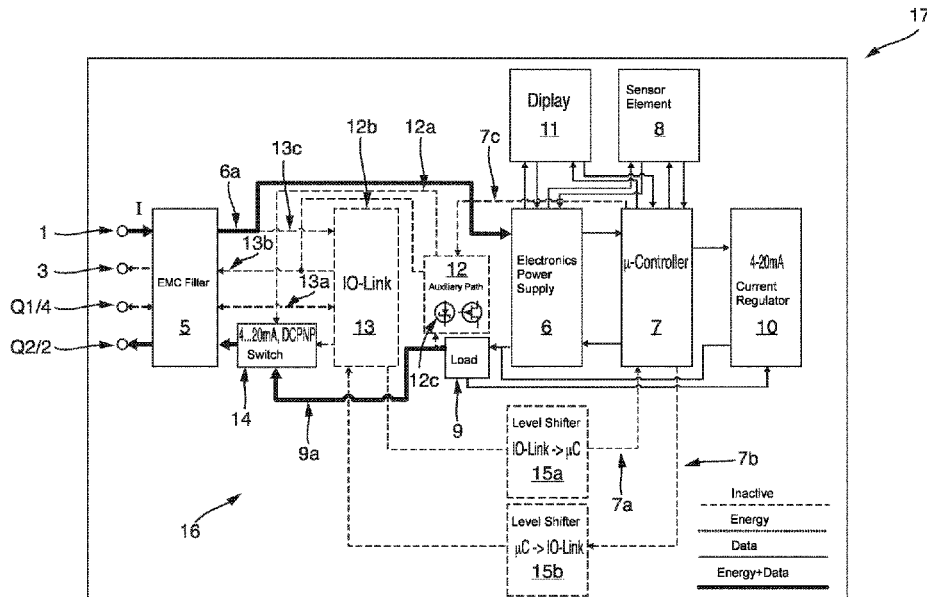 17
Diplay
11
Sensor
Element
8
12b
12a
7c
13c
6a
I
1
3
Q1/4
Q2/2
EMC Filter
5
13b
13a
IO-Link
13
12
Auxiliary Path
12c
Electronics
Power
Supply
6
µ-Controller
7
4-20mA
Current
Regulator
10
4...20mA, DCPNP
Switch
14
Load
9
9a
Level Shifter
IO-Link -> µC
15a
7a
7b
Level Shifter
µC -> IO-Link
15b
16
Inactive
Energy
Data
Energy+Data